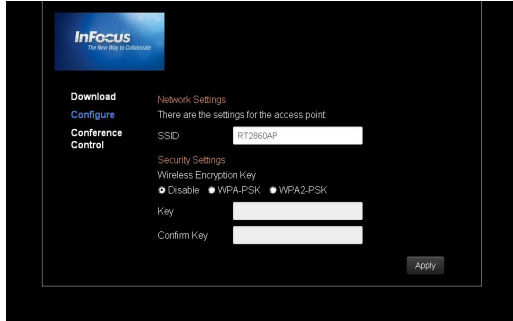 InFocus
The New Way to Collaborate
Download
Configure
Conference
Control
Network Settings
There are the settings for the access point.
SSID RT2860AP
Security Settings
Wireless Encryption Key
Disable WPA-PSK WPA2-PSK
Key
Confirm Key
Apply